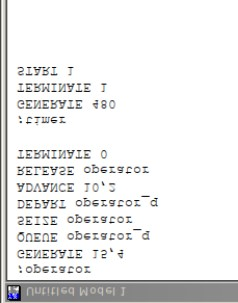 Untitled Model 1
;operator
GENERATE 15,4
QUEUE operator_q
SEIZE operator
DEPART operator_q
ADVANCE 10,2
RELEASE operator
TERMINATE 0
;timer
GENERATE 480
TERMINATE 1
START 1